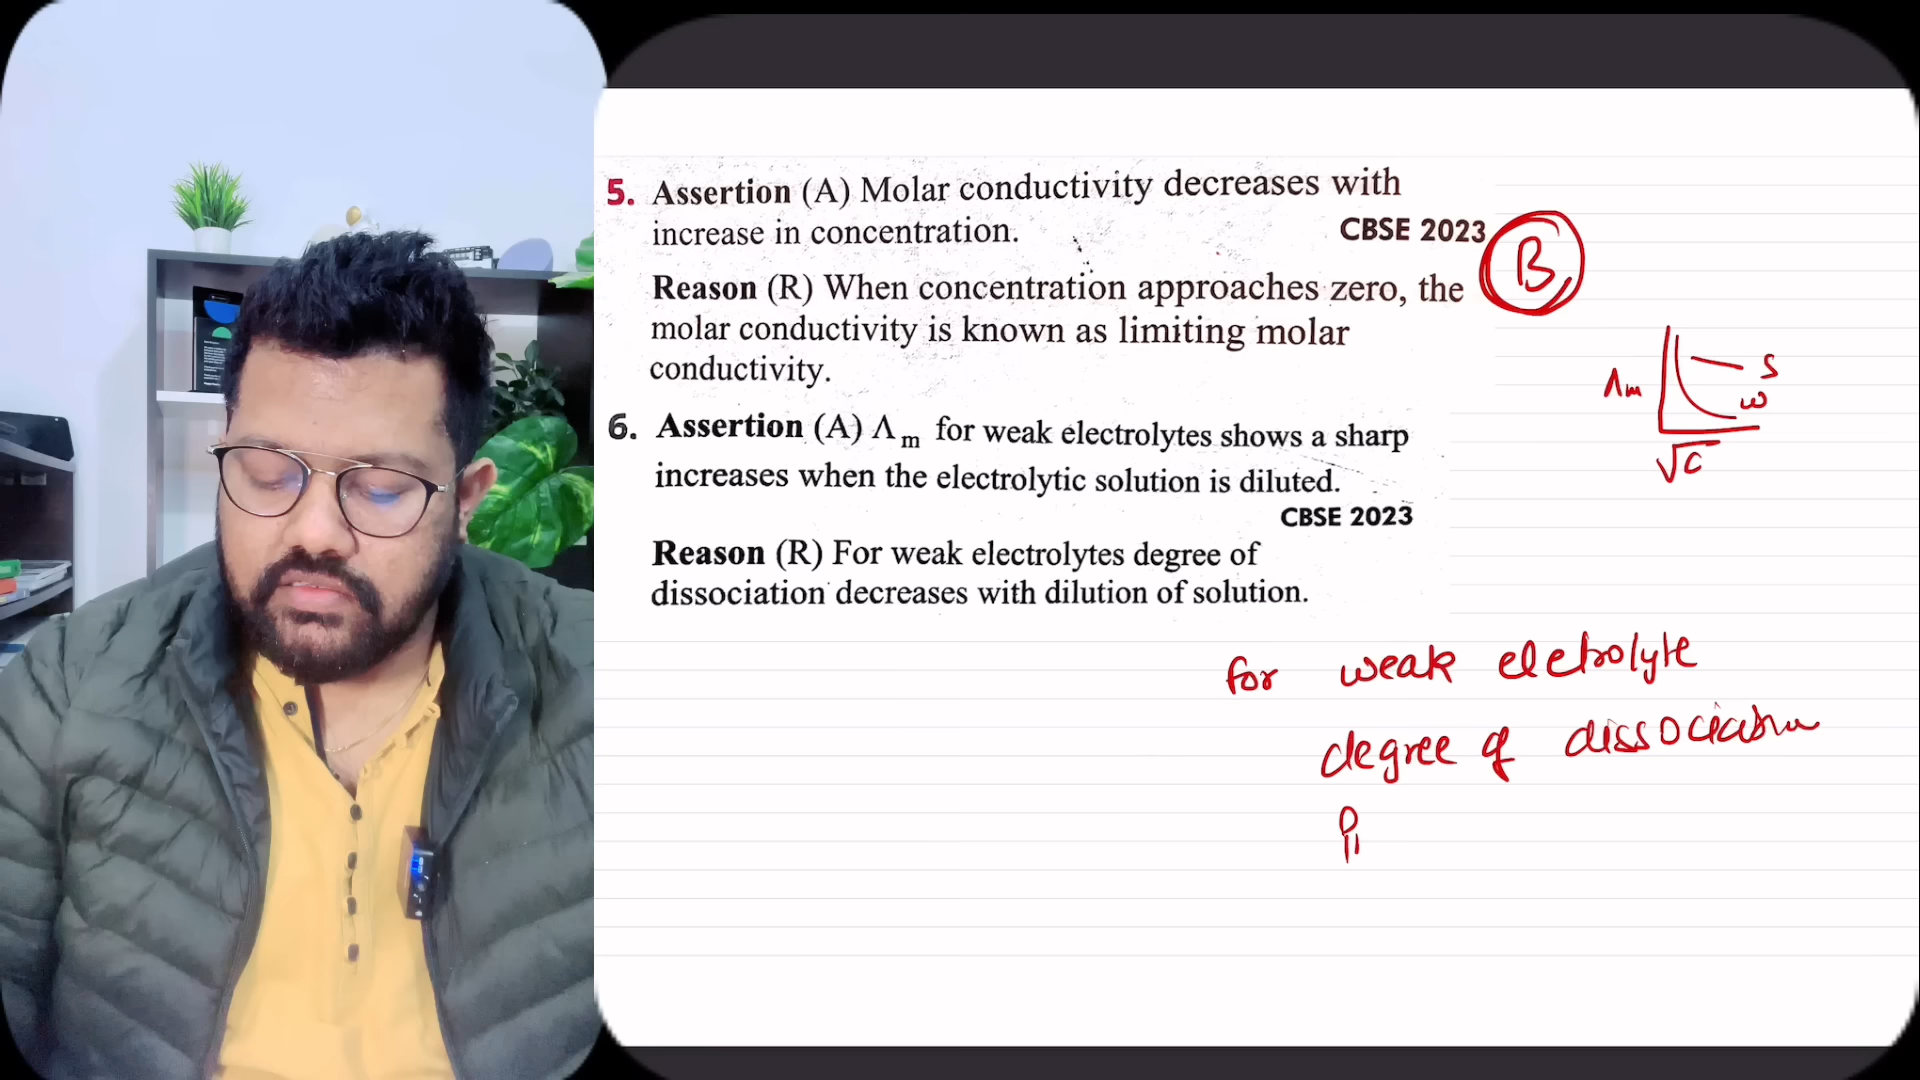 5. Assertion (A) Molar conductivity decreases with
increase in concentration.
CBSE 2023
B
Reason (R) When concentration approaches zero, the
molar conductivity is known as limiting molar
conductivity.
Λm
S
w
√c
6. Assertion (A) Λm for weak electrolytes shows a sharp
increases when the electrolytic solution is diluted.
CBSE 2023
Reason (R) For weak electrolytes degree of
dissociation decreases with dilution of solution.
for weak eletrolyte
degree of